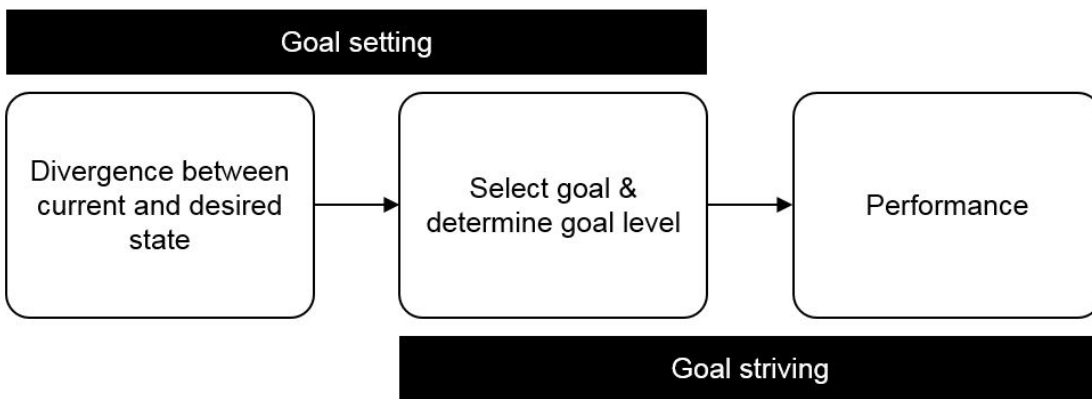 Goal setting
Divergence between
current and desired
state
Select goal &
determine goal level
Performance
Goal striving